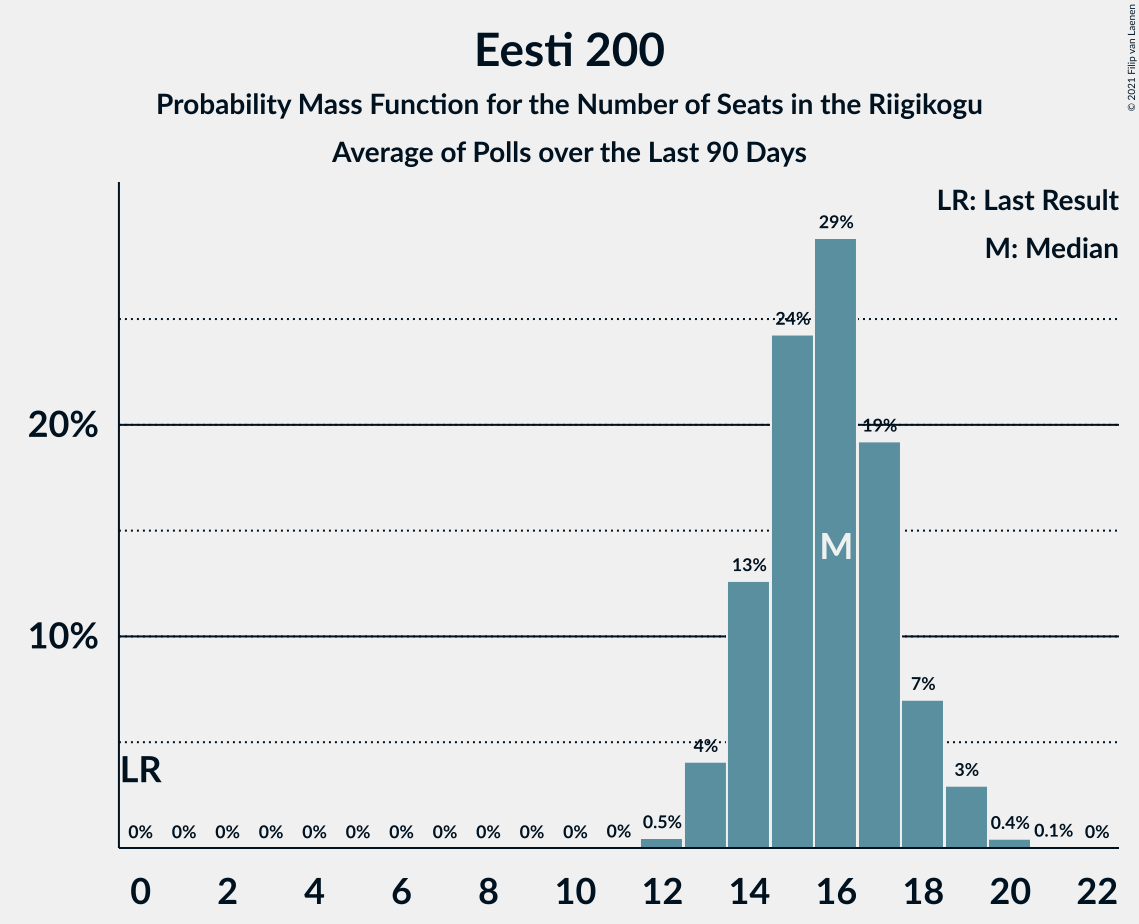 Eesti 200
Probability Mass Function for the Number of Seats in the Riigikogu
Average of Polls over the Last 90 Days
© 2021 Filip van Laenen
LR: Last Result
M: Median
29%
24%
20%
19%
M
13%
10%
7%
4%
LR
3%
0% 0% 0% 0% 0% 0% 0% 0% 0% 0% 0% 0% 0.5% 0.4% 0.1% 0%
0 2 4 6 8 10 12 14 16 18 20 22